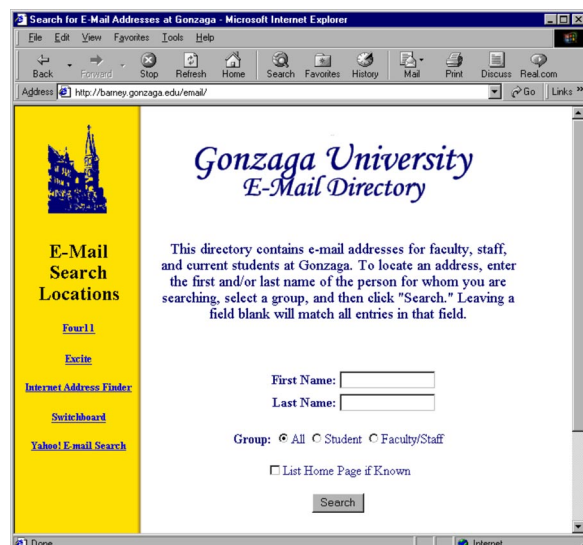 Search for E-Mail Addresses at Gonzaga - Microsoft Internet Explorer
File Edit View Favorites Tools Help
Back Forward Stop Refresh Home Search Favorites History Mail Print Discuss Real.com
Address http://barney.gonzaga.edu/email/ Go Links »
Gonzaga University
E-Mail Directory
E-Mail
Search
Locations
Four11
Excite
Internet Address Finder
Switchboard
Yahoo! E-mail Search
This directory contains e-mail addresses for faculty, staff,
and current students at Gonzaga. To locate an address, enter
the first and/or last name of the person for whom you are
searching, select a group, and then click "Search." Leaving a
field blank will match all entries in that field.
First Name:
Last Name:
Group: All Student Faculty/Staff
List Home Page if Known
Search
Done Internet